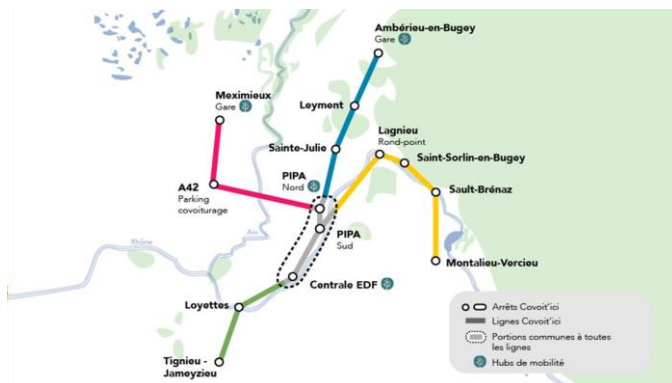 Ambérieu-en-Bugey
Gare
Meximieux
Gare
Leyment
Lagnieu
Rond-point
Sainte-Julie
Saint-Sorlin-en-Bugey
PIPA
Nord
A42
Parking
covoiturage
Sault-Brénaz
PIPA
Sud
Rhône
Ain
Montalieu-Vercieu
Centrale EDF
Loyettes
Tignieu -
Jameyzieu
Arrêts Covoit'ici
Lignes Covoit'ici
Portions communes à toutes
les lignes
Hubs de mobilité